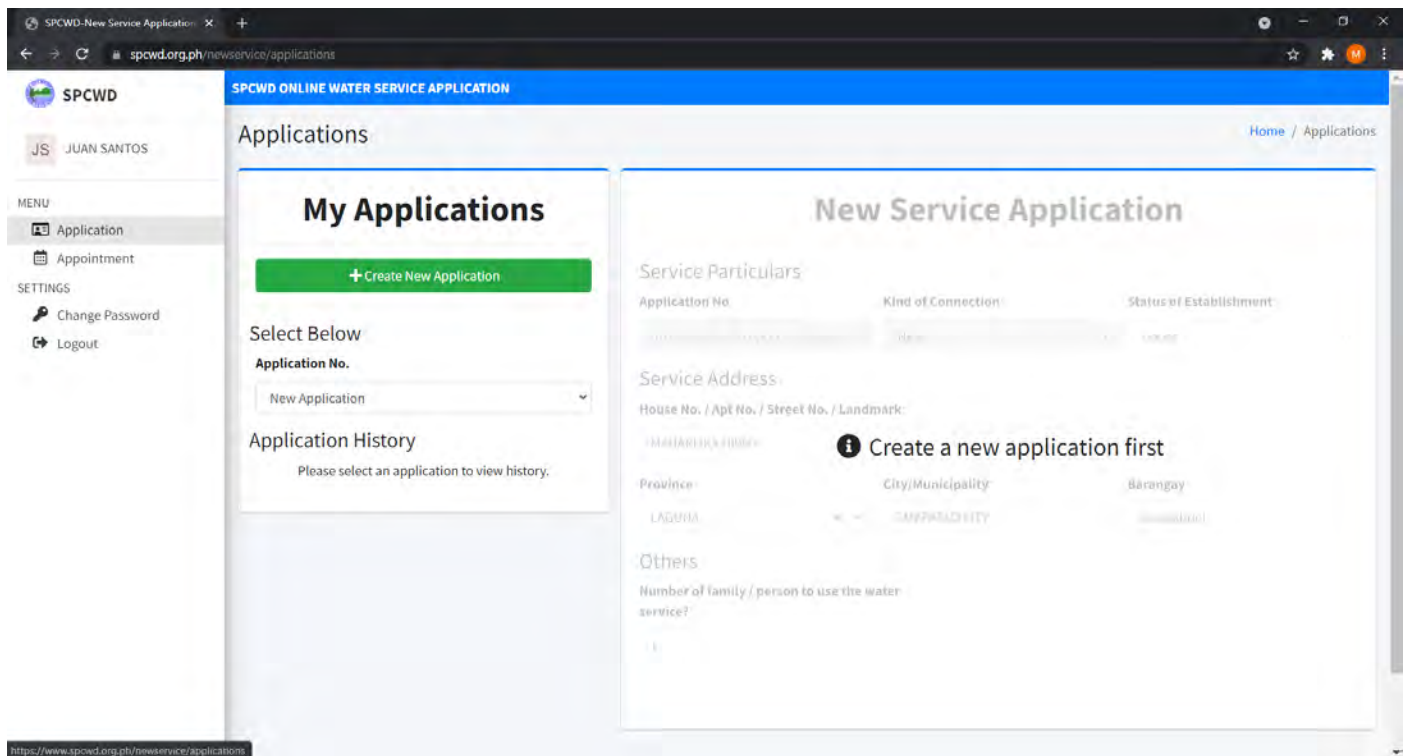 SPCWD-New Service Application
spcwd.org.ph/newservice/applications
M
SPCWD
SPCWD ONLINE WATER SERVICE APPLICATION
JS JUAN SANTOS
Applications
Home / Applications
MENU
Application
Appointment
SETTINGS
Change Password
Logout
My Applications
+ Create New Application
Select Below
Application No.
New Application
Application History
Please select an application to view history.
New Service Application
Service Particulars
Application No
Kind of Connection
Status of Establishment
Service Address
House No. / Apt No. / Street No. / Landmark
Create a new application first
Province
City/Municipality
Barangay
LAGUNA
Others
Number of family / person to use the water
service?
https://www.spcwd.org.ph/newservice/applications